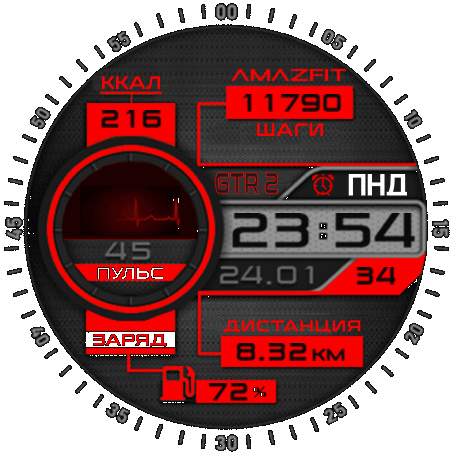 00
05
55
ККАЛ
AMAZFIT
216
11790
ШАГИ
50
10
GTR 2
ПНД
23:54
45
15
45
ПУЛЬС
24.01
34
ЗАРЯД
ДИСТАНЦИЯ
8.32 КМ
40
20
72 %
35
25
30